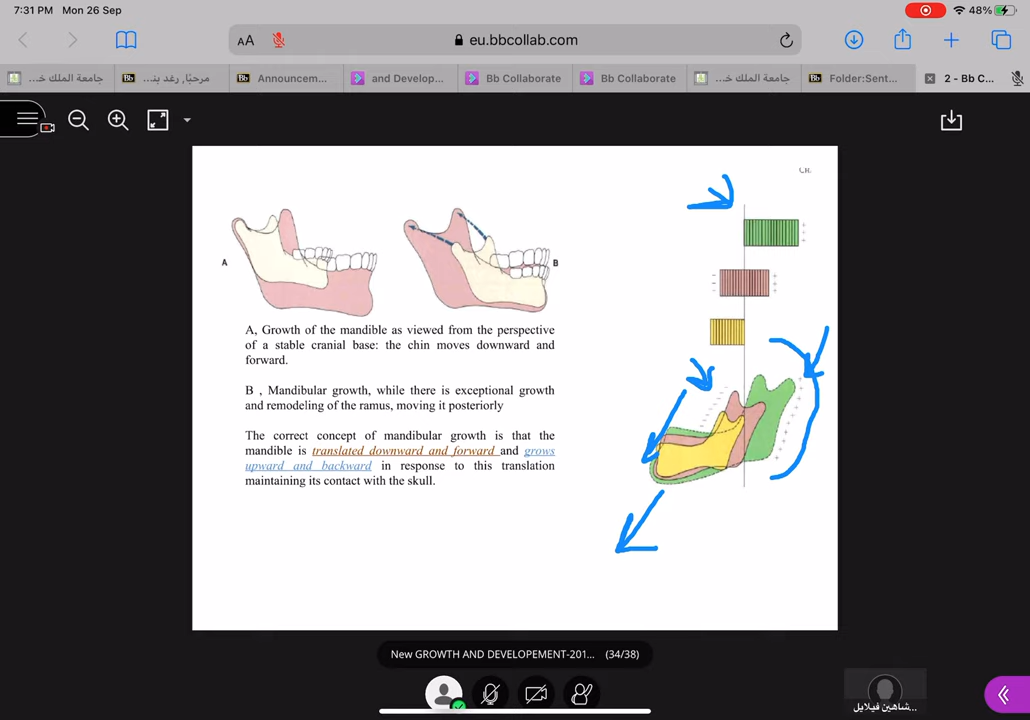 7:31 PM Mon 26 Sep
48%
AA
eu.bbcollab.com
جامعة الملك خـ...
مرحبًا, رغد بنـ...
Announcem...
and Develop...
Bb Collaborate
Bb Collaborate
جامعة الملك خـ...
Folder:Sent...
2 - Bb C...
A
B
A, Growth of the mandible as viewed from the perspective
of a stable cranial base: the chin moves downward and
forward.
B , Mandibular growth, while there is exceptional growth
and remodeling of the ramus, moving it posteriorly
The correct concept of mandibular growth is that the
mandible is translated downward and forward and grows
upward and backward in response to this translation
maintaining its contact with the skull.
New GROWTH AND DEVELOPEMENT-201... (34/38)
شاهين فيلايل...